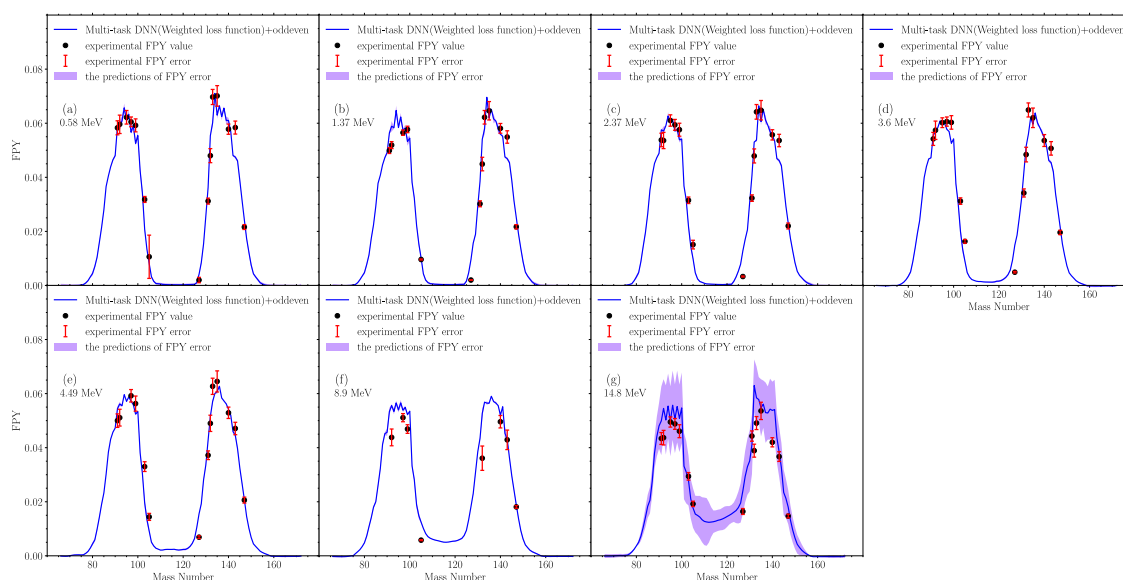 Multi-task DNN(Weighted loss function)+oddeven
experimental FPY value
experimental FPY error
the predictions of FPY error
(a)
0.58 MeV
FPY
0.08
0.06
0.04
0.02
0.00
Multi-task DNN(Weighted loss function)+oddeven
experimental FPY value
experimental FPY error
the predictions of FPY error
(b)
1.37 MeV
Multi-task DNN(Weighted loss function)+oddeven
experimental FPY value
experimental FPY error
the predictions of FPY error
(c)
2.37 MeV
Multi-task DNN(Weighted loss function)+oddeven
experimental FPY value
experimental FPY error
the predictions of FPY error
(d)
3.6 MeV
80 100 120 140 160
Mass Number
Multi-task DNN(Weighted loss function)+oddeven
experimental FPY value
experimental FPY error
the predictions of FPY error
(e)
4.49 MeV
FPY
0.08
0.06
0.04
0.02
0.00
80 100 120 140 160
Mass Number
Multi-task DNN(Weighted loss function)+oddeven
experimental FPY value
experimental FPY error
the predictions of FPY error
(f)
8.9 MeV
80 100 120 140 160
Mass Number
Multi-task DNN(Weighted loss function)+oddeven
experimental FPY value
experimental FPY error
the predictions of FPY error
(g)
14.8 MeV
80 100 120 140 160
Mass Number